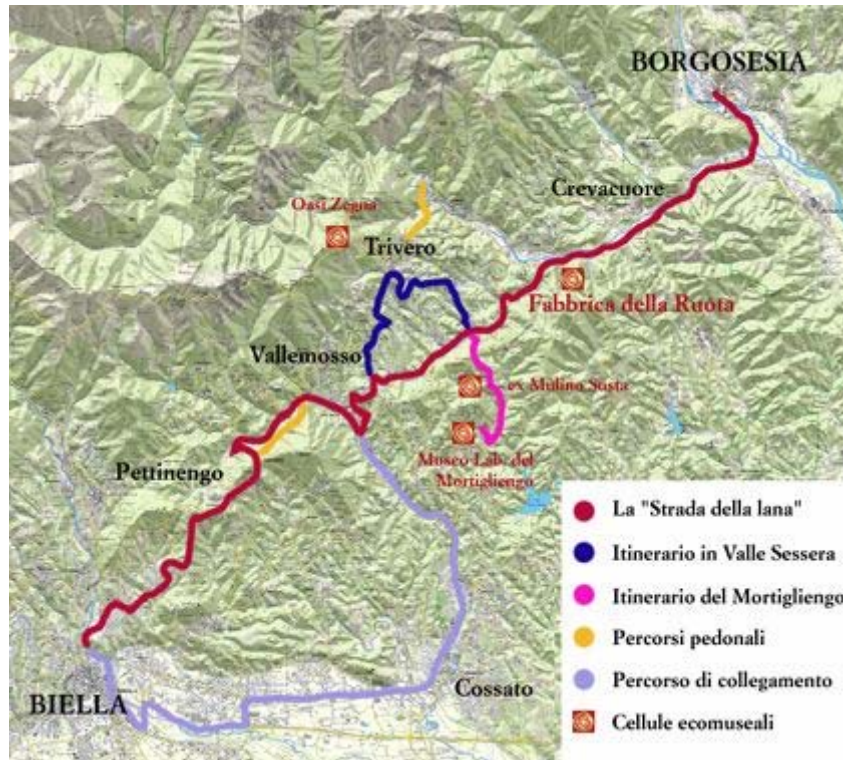 BORGOSESIA
Crevacuore
Oasi Zegna
Trivero
Fabbrica della Ruota
Vallemosso
ex Mulino Susta
Museo Lab. del
Mortigliengo
Pettinengo
La "Strada della lana"
Itinerario in Valle Sessera
Itinerario del Mortigliengo
Percorsi pedonali
Percorso di collegamento
Cellule ecomuseali
Cossato
BIELLA